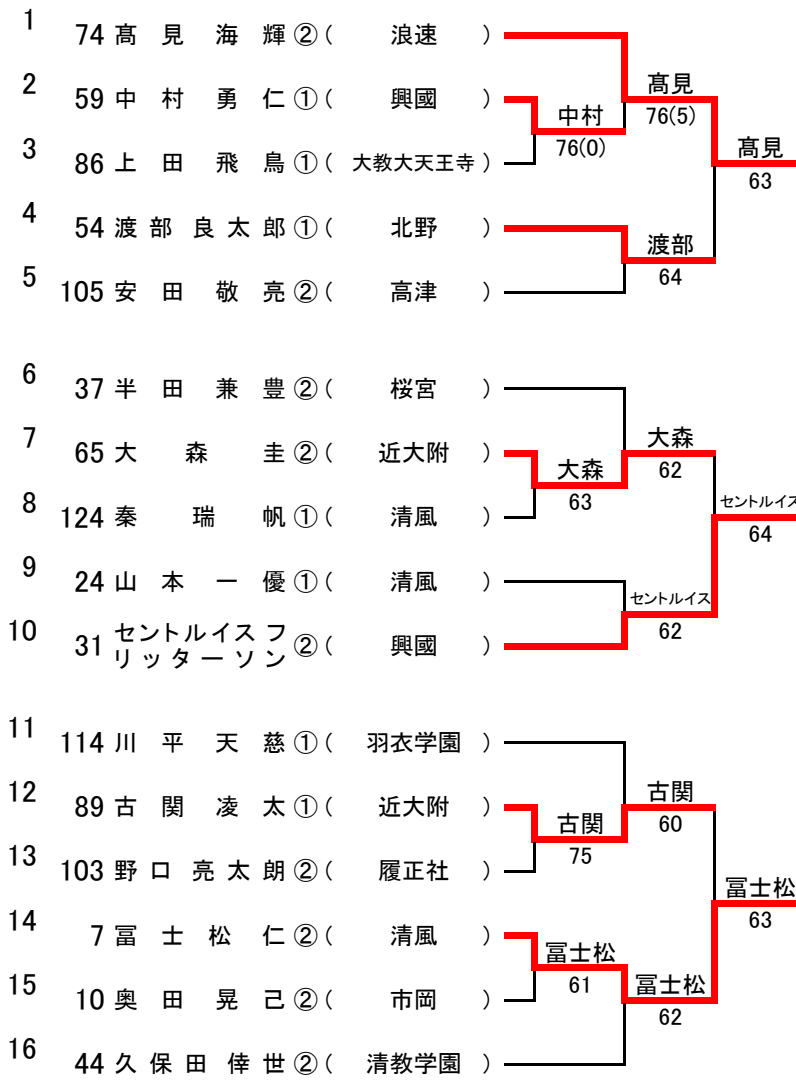 1 74 髙見海輝②( 浪速 )
2 59 中村勇仁①( 興國 )
3 86 上田飛鳥①( 大教大天王寺 )
4 54 渡部良太郎①( 北野 )
5 105 安田敬亮②( 高津 )
中村
76(0)
髙見
76(5)
渡部
64
髙見
63
6 37 半田兼豊②( 桜宮 )
7 65 大森圭②( 近大附 )
8 124 秦瑞帆①( 清風 )
9 24 山本一優①( 清風 )
10 31 セントルイスフリッターソン②( 興國 )
大森
63
大森
62
セントルイス
62
セントルイス
64
11 114 川平天慈①( 羽衣学園 )
12 89 古関凌太①( 近大附 )
13 103 野口亮太朗②( 履正社 )
14 7 冨士松仁②( 清風 )
15 10 奥田晃己②( 市岡 )
16 44 久保田倖世②( 清教学園 )
古関
75
冨士松
61
古関
60
冨士松
62
冨士松
63